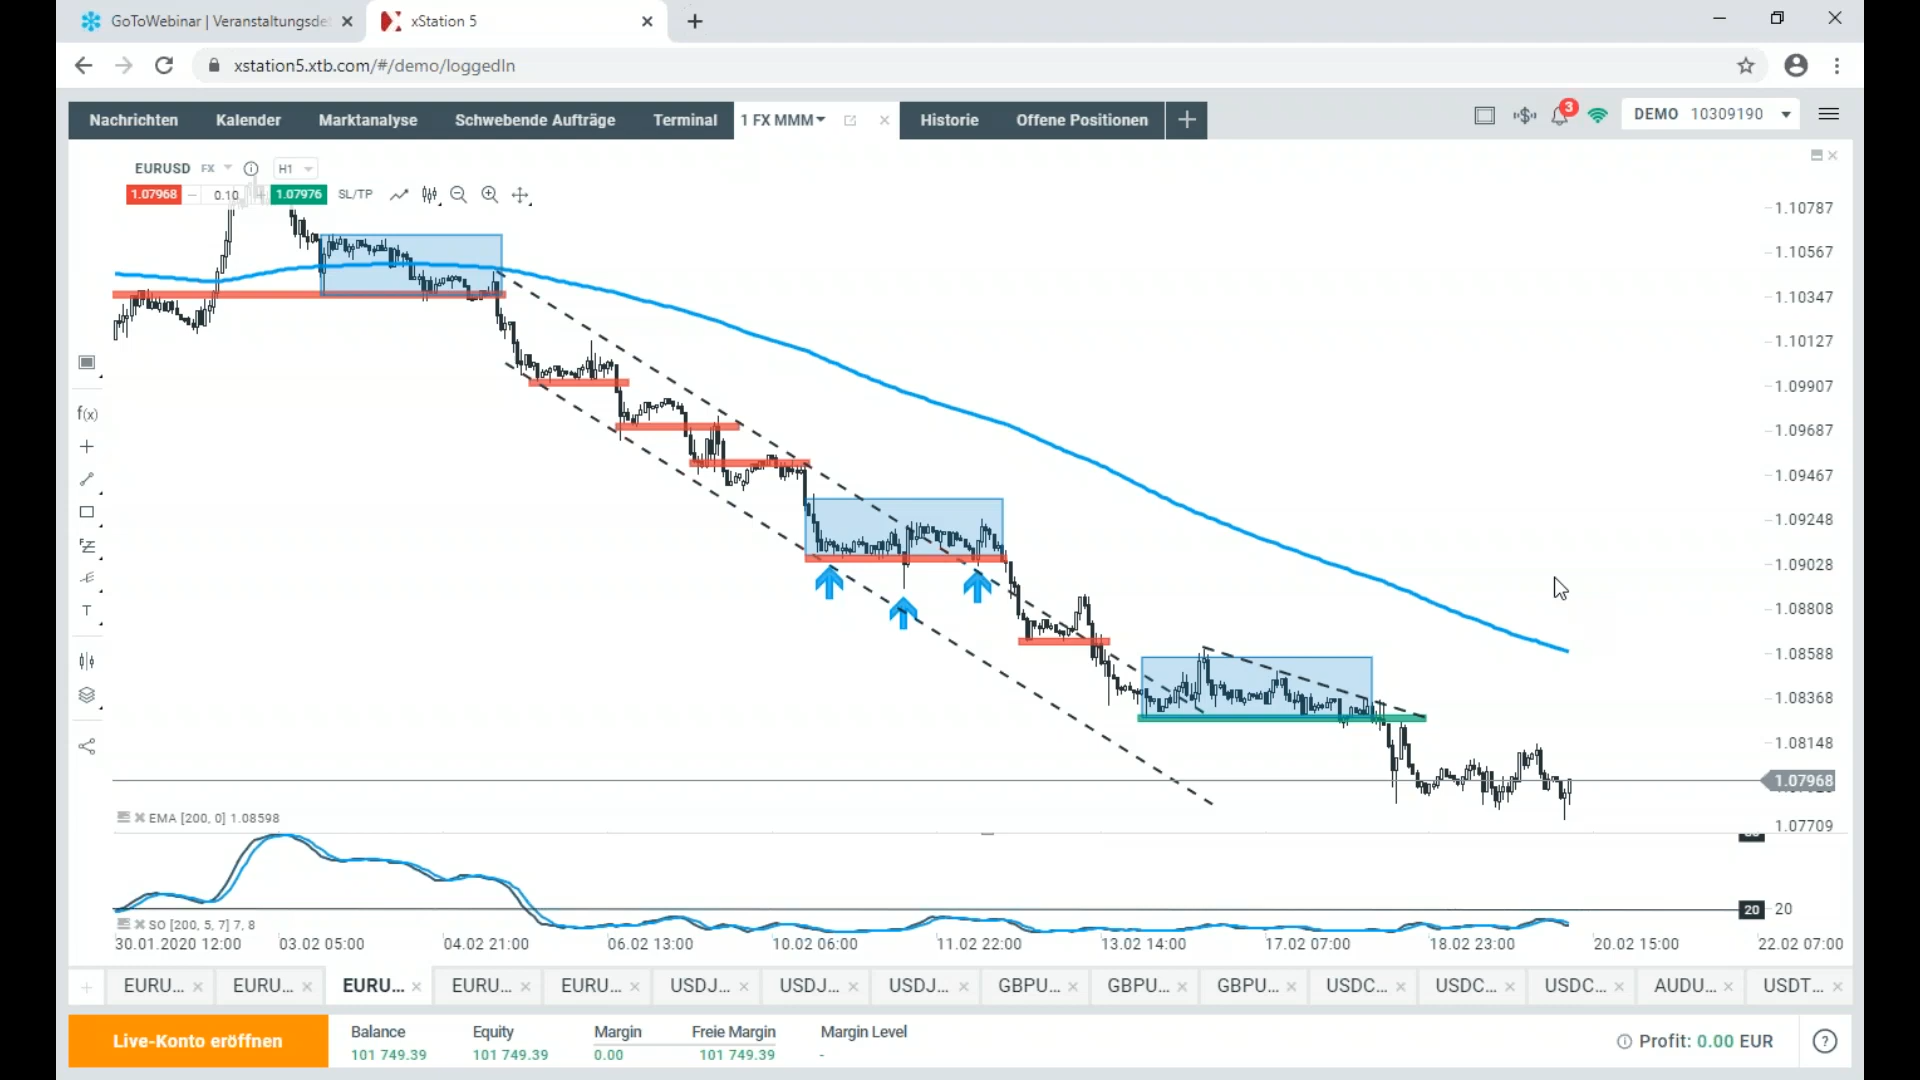 GoToWebinar | Veranstaltungsde
xStation 5
xstation5.xtb.com/#/demo/loggedIn
Nachrichten Kalender Marktanalyse Schwebende Aufträge Terminal 1 FX MMM Historie Offene Positionen
3
DEMO 10309190
EURUSD FX H1
1.07968 0.10 1.07976 SL/TP
f(x)
T
1.10787
1.10567
1.10347
1.10127
1.09907
1.09687
1.09467
1.09248
1.09028
1.08808
1.08588
1.08368
1.08148
1.07968
1.07709
EMA [200, 0] 1.08598
20 20
SO [200, 5, 7] 7, 8
30.01.2020 12:00 03.02 05:00 04.02 21:00 06.02 13:00 10.02 06:00 11.02 22:00 13.02 14:00 17.02 07:00 18.02 23:00 20.02 15:00 22.02 07:00
EURU... EURU... EURU... EURU... EURU... USDJ... USDJ... USDJ... GBPU... GBPU... GBPU... USDC... USDC... USDC... AUDU... USDT...
Live-Konto eröffnen
Balance Equity Margin Freie Margin Margin Level
101 749.39 101 749.39 0.00 101 749.39 -
Profit: 0.00 EUR
?